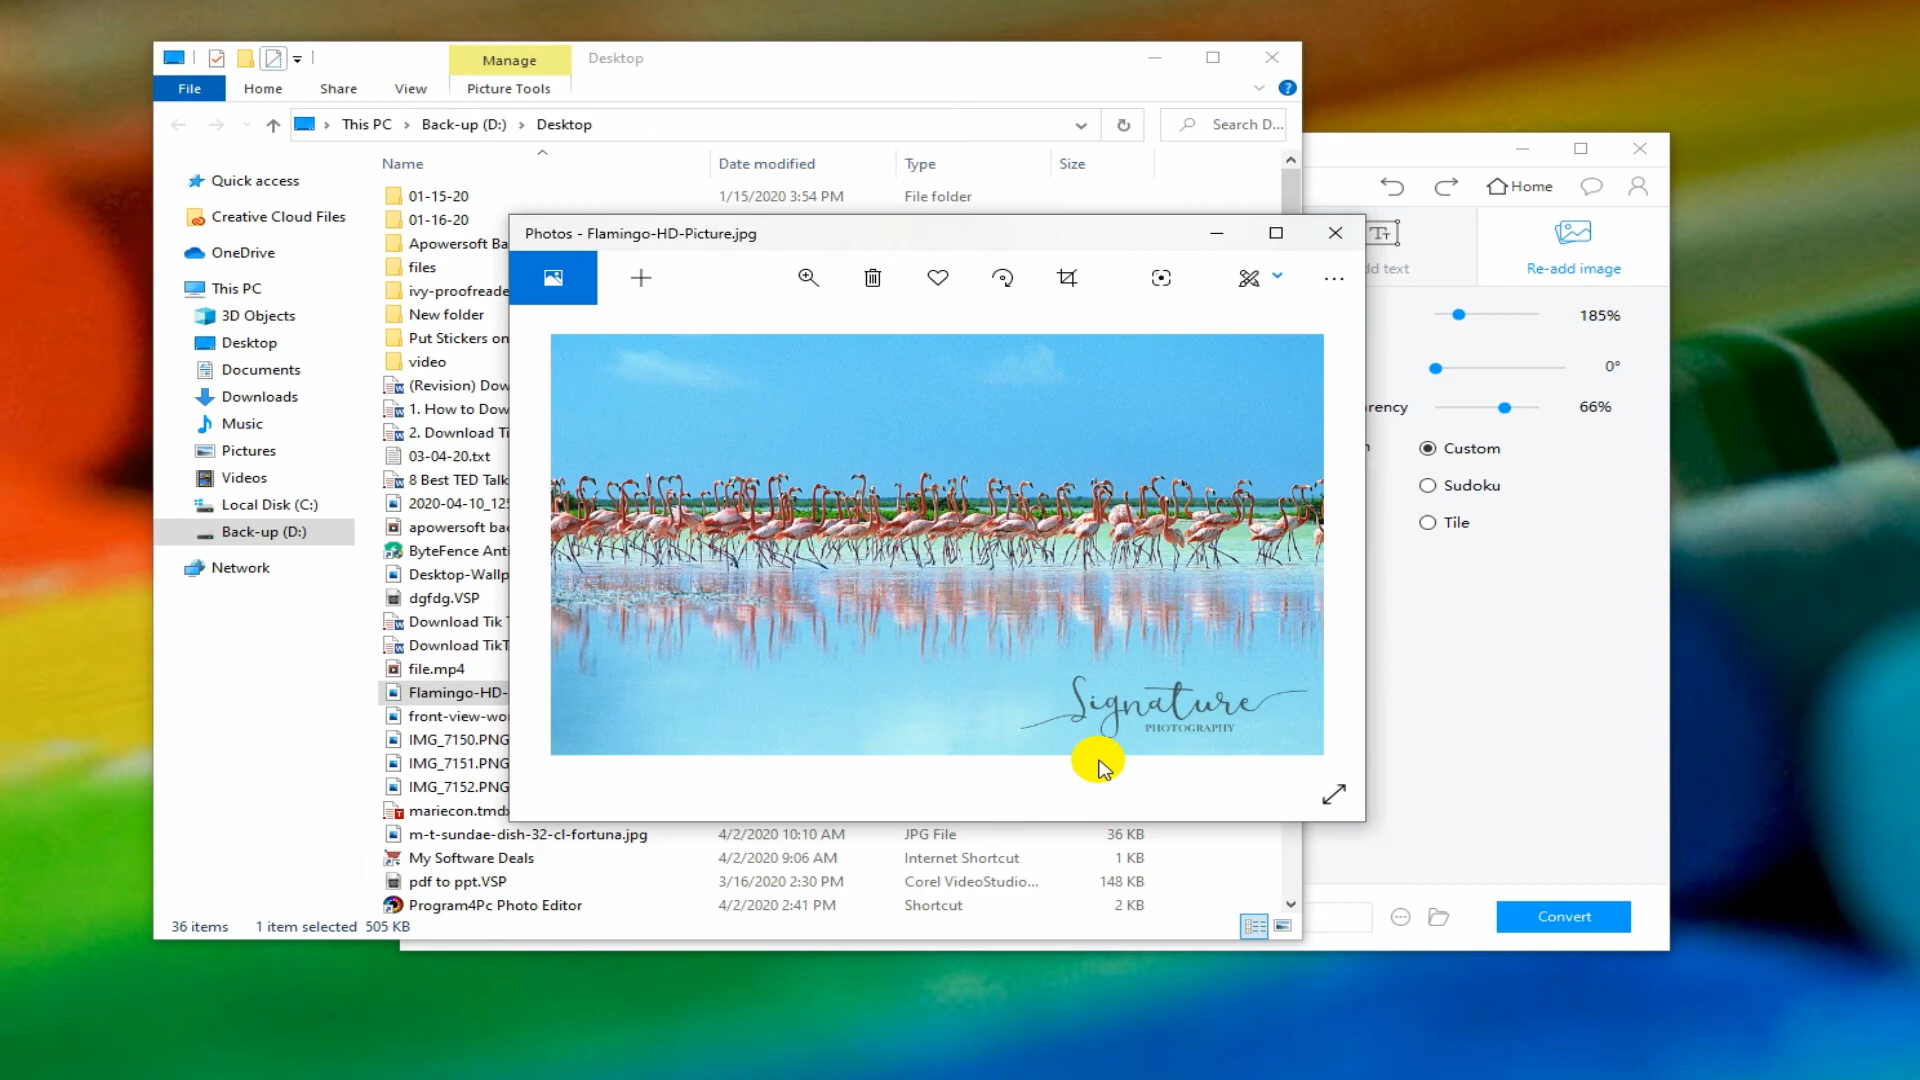 Manage
Desktop
File
Home
Share
View
Picture Tools
This PC
Back-up (D:)
Desktop
Search D...
Name
Date modified
Type
Size
Quick access
Creative Cloud Files
OneDrive
This PC
3D Objects
Desktop
Documents
Downloads
Music
Pictures
Videos
Local Disk (C:)
Back-up (D:)
Network
01-15-20
1/15/2020 3:54 PM
File folder
01-16-20
Apowersoft Ba
files
ivy-proofreade
New folder
Put Stickers on
video
(Revision) Dow
1. How to Dow
2. Download Ti
03-04-20.txt
8 Best TED Talk
2020-04-10_125
apowersoft bac
ByteFence Anti
Desktop-Wallp
dgfdg.VSP
Download Tik T
Download TikT
file.mp4
Flamingo-HD-
front-view-wo
IMG_7150.PNG
IMG_7151.PNG
IMG_7152.PNG
mariecon.tmdx
m-t-sundae-dish-32-cl-fortuna.jpg
4/2/2020 10:10 AM
JPG File
36 KB
My Software Deals
4/2/2020 9:06 AM
Internet Shortcut
1 KB
pdf to ppt.VSP
3/16/2020 2:30 PM
Corel VideoStudio...
148 KB
Program4Pc Photo Editor
4/2/2020 2:41 PM
Shortcut
2 KB
36 items
1 item selected
505 KB
Photos - Flamingo-HD-Picture.jpg
Signature
PHOTOGRAPHY
Home
dd text
Re-add image
185%
0°
arency
66%
Custom
Sudoku
Tile
Convert